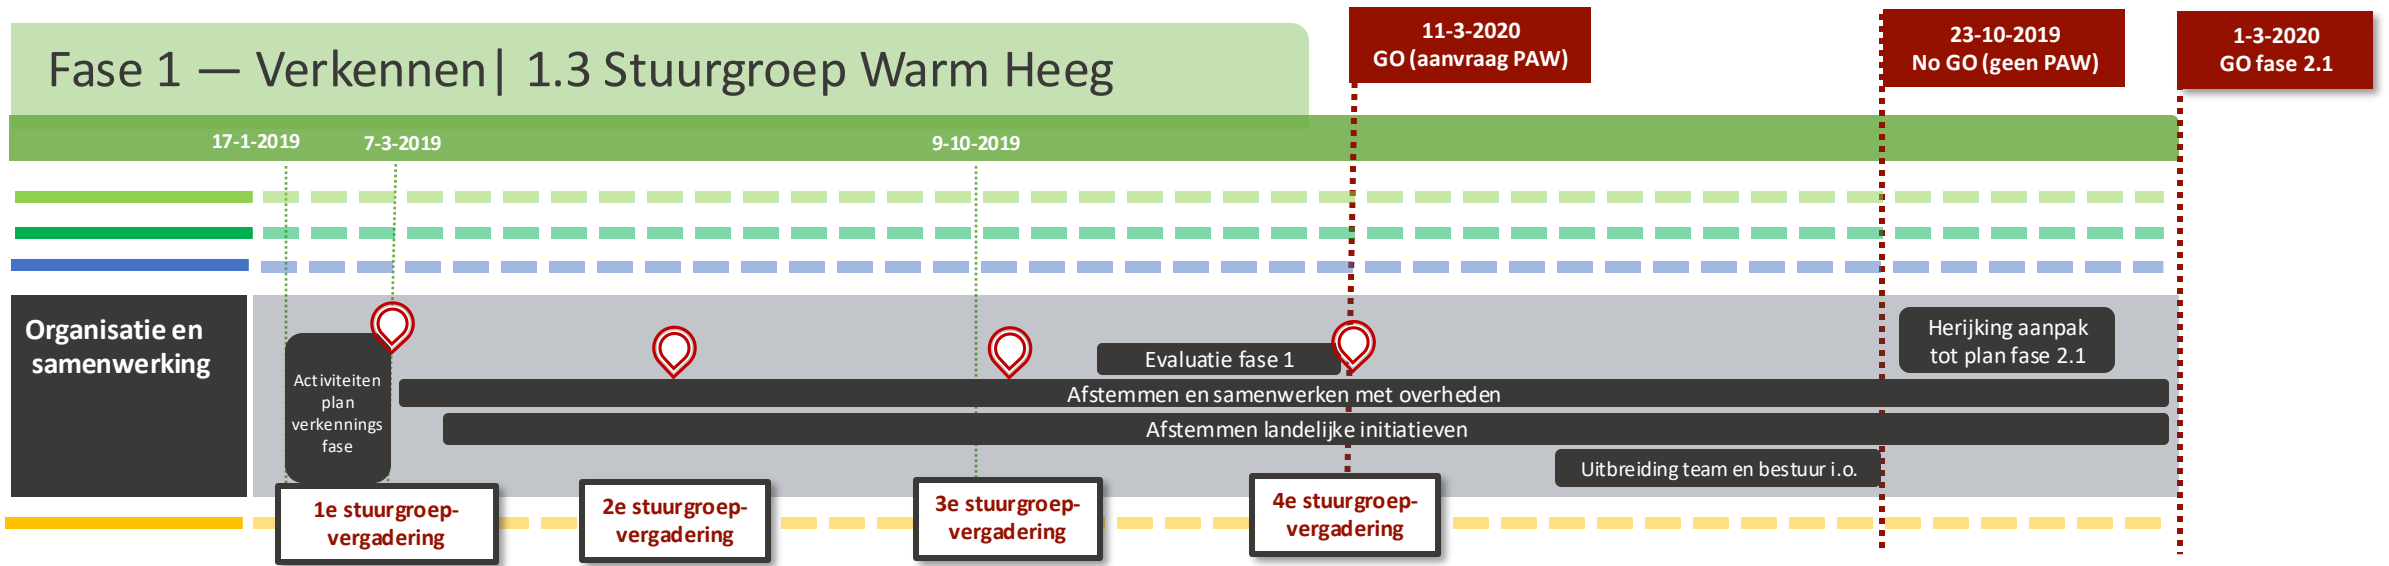 Fase 1 — Verkennen| 1.3 Stuurgroep Warm Heeg
11-3-2020
GO (aanvraag PAW)
23-10-2019
No GO (geen PAW)
1-3-2020
GO fase 2.1
17-1-2019
7-3-2019
9-10-2019
Organisatie en
samenwerking
Activiteiten
plan
verkennings
fase
Evaluatie fase 1
Herijking aanpak
tot plan fase 2.1
Afstemmen en samenwerken met overheden
Afstemmen landelijke initiatieven
Uitbreiding team en bestuur i.o.
1e stuurgroep-
vergadering
2e stuurgroep-
vergadering
3e stuurgroep-
vergadering
4e stuurgroep-
vergadering